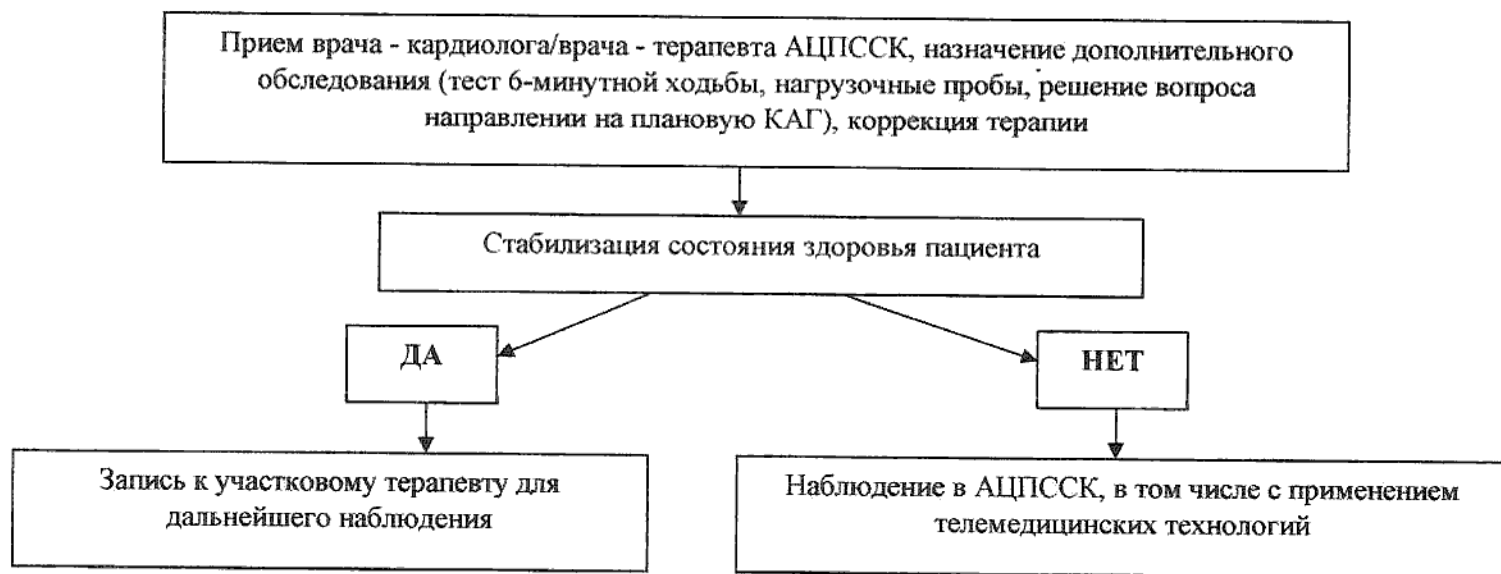 Прием врача - кардиолога/врача - терапевта АЦПССК, назначение дополнительного
обследования (тест 6-минутной ходьбы, нагрузочные пробы, решение вопроса
направлении на плановую КАГ), коррекция терапии
Стабилизация состояния здоровья пациента
ДА
НЕТ
Запись к участковому терапевту для
дальнейшего наблюдения
Наблюдение в АЦПССК, в том числе с применением
телемедицинских технологий